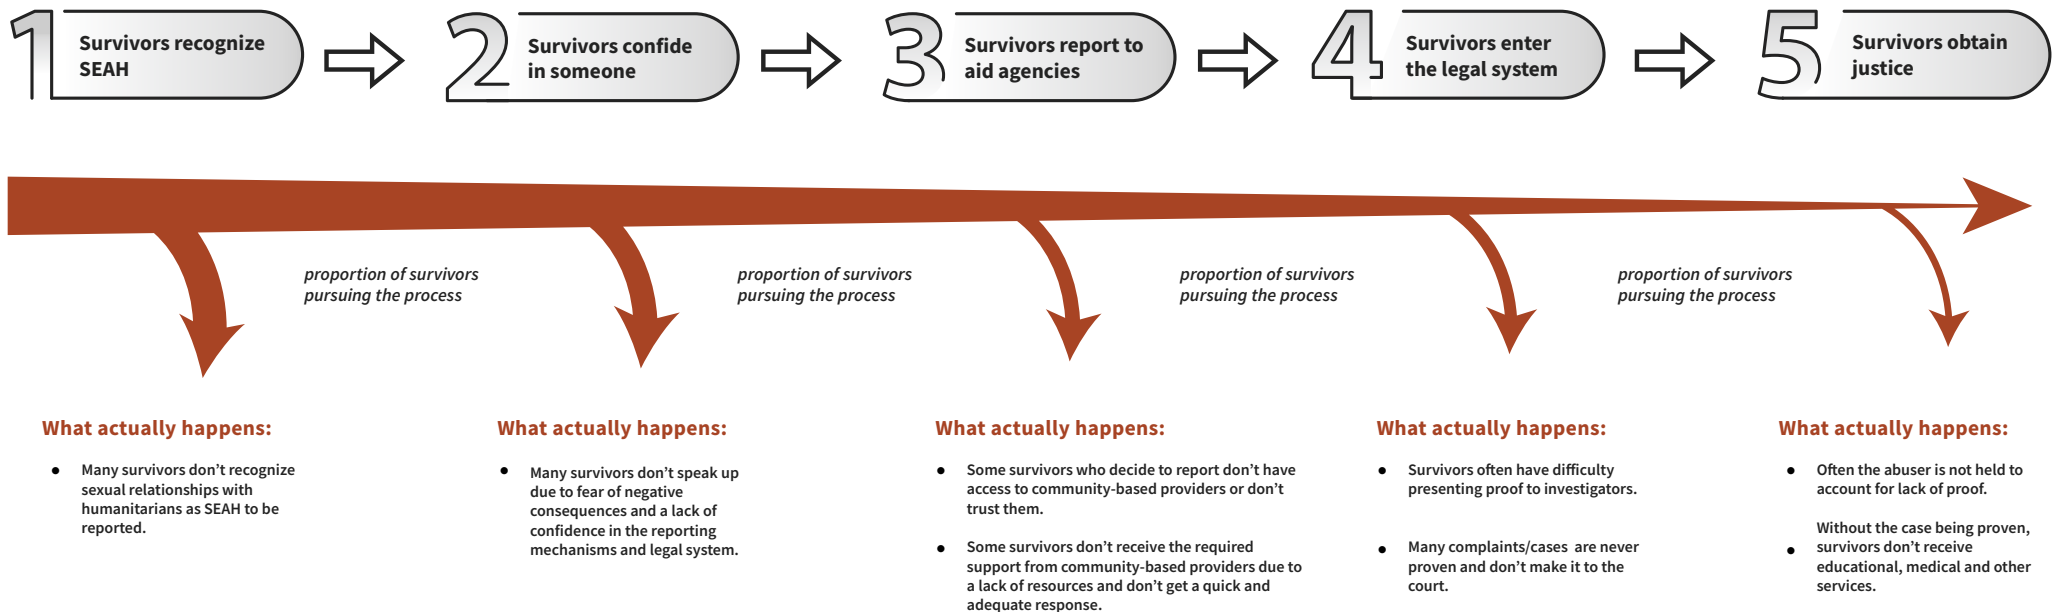 1
Survivors recognize
SEAH
2
Survivors confide
in someone
3
Survivors report to
aid agencies
4
Survivors enter
the legal system
5
Survivors obtain
justice
proportion of survivors
pursuing the process
proportion of survivors
pursuing the process
proportion of survivors
pursuing the process
proportion of survivors
pursuing the process
What actually happens:
• Many survivors don’t recognize
sexual relationships with
humanitarians as SEAH to be
reported.
What actually happens:
• Many survivors don’t speak up
due to fear of negative
consequences and a lack of
confidence in the reporting
mechanisms and legal system.
What actually happens:
• Some survivors who decide to report don’t have
access to community-based providers or don’t
trust them.
• Some survivors don’t receive the required
support from community-based providers due to
a lack of resources and don’t get a quick and
adequate response.
What actually happens:
• Survivors often have difficulty
presenting proof to investigators.
• Many complaints/cases are never
proven and don’t make it to the
court.
What actually happens:
• Often the abuser is not held to
account for lack of proof.
• Without the case being proven,
survivors don’t receive
educational, medical and other
services.